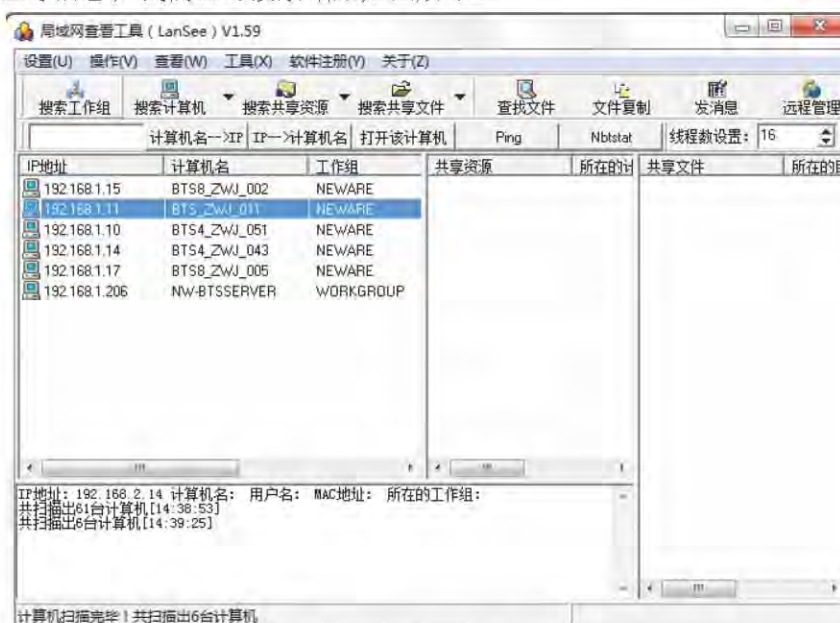 局域网查看工具(LanSee)V1.59
设置(U) 操作(V) 查看(W) 工具(X) 软件注册(Y) 关于(Z)
搜索工作组 搜索计算机 搜索共享资源 搜索共享文件 查找文件 文件复制 发消息 远程管理
计算机名-->IP IP-->计算机名 打开该计算机 Ping Nbtstat 线程数设置: 16
IP地址 计算机名 工作组 共享资源 所在的计 共享文件 所在的
192.168.1.15 BTS8_ZWJ_002 NEWARE
192.168.1.11 BTS_ZWJ_011 NEWARE
192.168.1.10 BTS4_ZWJ_051 NEWARE
192.168.1.14 BTS4_ZWJ_043 NEWARE
192.168.1.17 BTS8_ZWJ_005 NEWARE
192.168.1.206 NW-BTSSERVER WORKGROUP
IP地址: 192.168.2.14 计算机名: 用户名: MAC地址: 所在的工作组:
共扫描出61台计算机[14:38:53]
共扫描出6台计算机[14:39:25]
计算机扫描完毕!共扫描出6台计算机